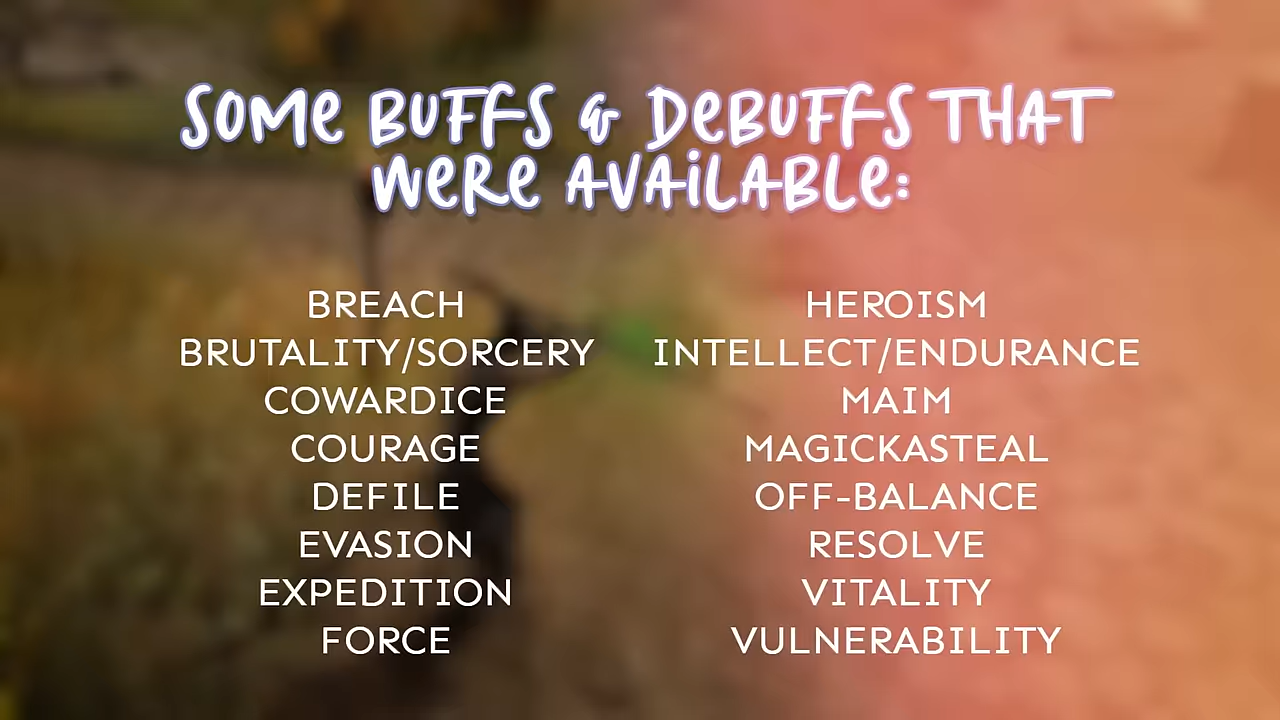 SOME BUFFS & DEBUFFS THAT
WERE AVAILABLE:
BREACH
BRUTALITY/SORCERY
COWARDICE
COURAGE
DEFILE
EVASION
EXPEDITION
FORCE
HEROISM
INTELLECT/ENDURANCE
MAIM
MAGICKASTEAL
OFF-BALANCE
RESOLVE
VITALITY
VULNERABILITY